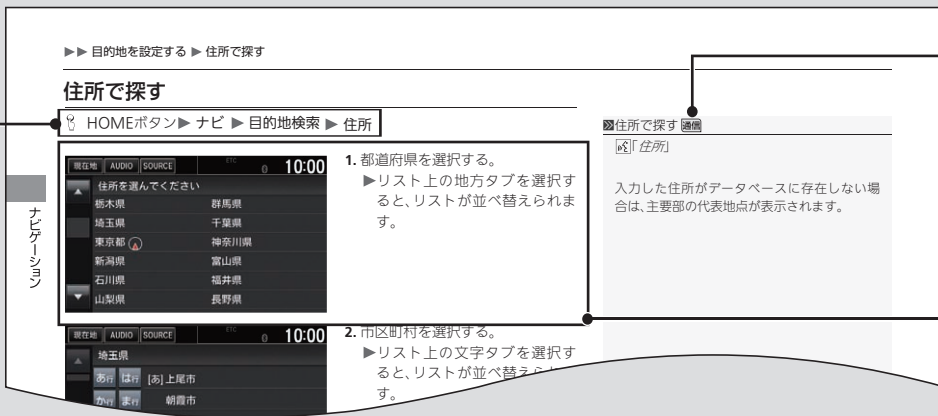 ▶▶ 目的地を設定する ▶ 住所で探す
住所で探す
HOMEボタン▶ ナビ ▶ 目的地検索 ▶ 住所
現在地 AUDIO SOURCE ETC 0 10:00
住所を選んでください
栃木県 群馬県
埼玉県 千葉県
東京都 神奈川県
新潟県 富山県
石川県 福井県
山梨県 長野県
1. 都道府県を選択する。
▶リスト上の地方タブを選択す
ると、リストが並べ替えられま
す。
現在地 AUDIO SOURCE ETC 0 10:00
埼玉県
あ行 は行 [あ] 上尾市
か行 ま行 朝霞市
2. 市区町村を選択する。
▶リスト上の文字タブを選択す
ると、リストが並べ替えられ
す。
住所で探す 通信
「住所」
入力した住所がデータベースに存在しない場
合は、主要部の代表地点が表示されます。
ナビゲーション